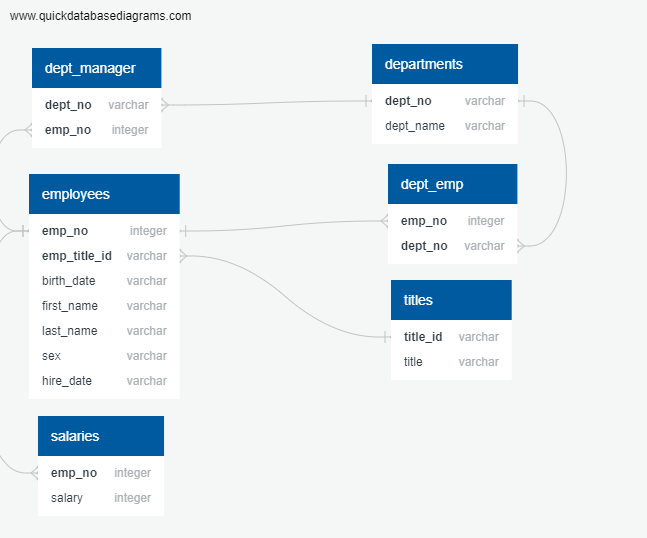 www.quickdatabasediagrams.com
dept_manager
dept_no varchar
emp_no integer
departments
dept_no varchar
dept_name varchar
employees
emp_no integer
emp_title_id varchar
birth_date varchar
first_name varchar
last_name varchar
sex varchar
hire_date varchar
dept_emp
emp_no integer
dept_no varchar
titles
title_id varchar
title varchar
salaries
emp_no integer
salary integer